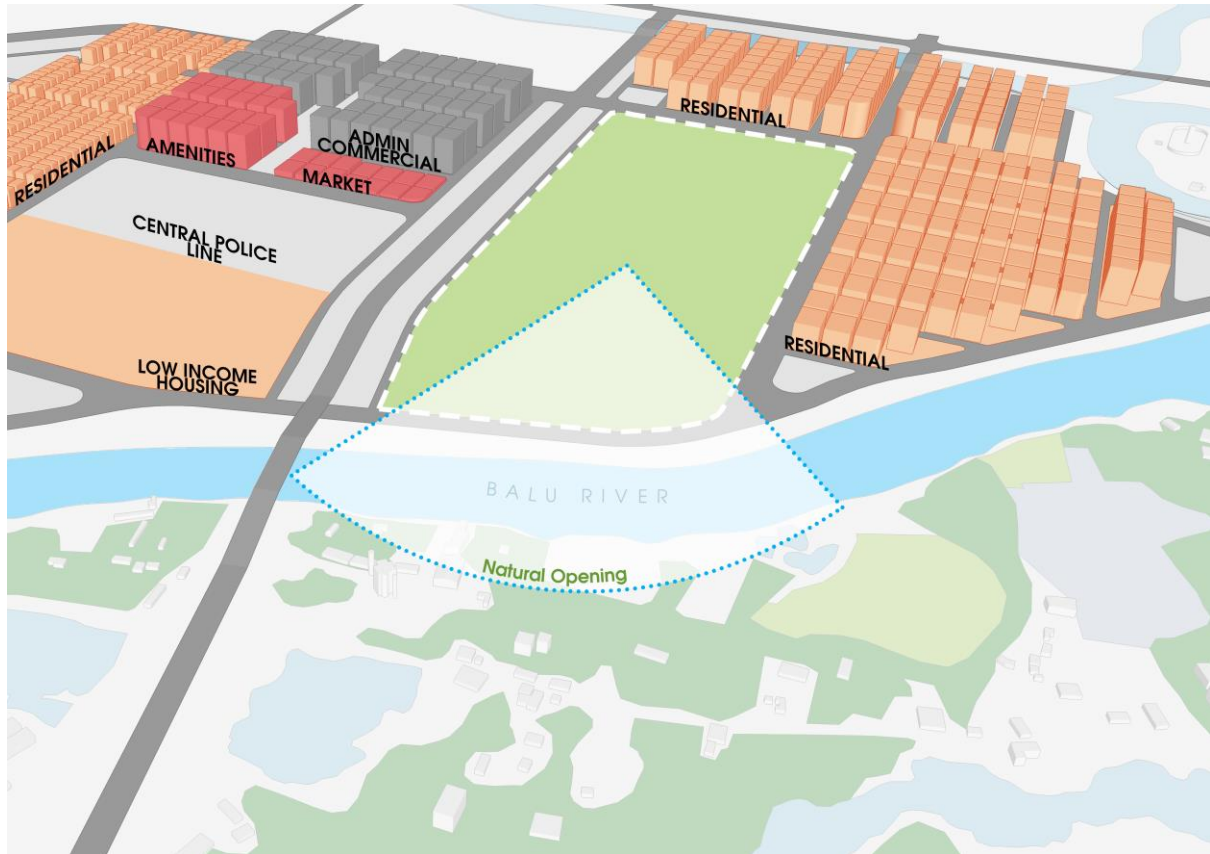 RESIDENTIAL
ADMIN
COMMERCIAL
AMENITIES
RESIDENTIAL
MARKET
CENTRAL POLICE
LINE
RESIDENTIAL
LOW INCOME
HOUSING
BALU RIVER
Natural Opening